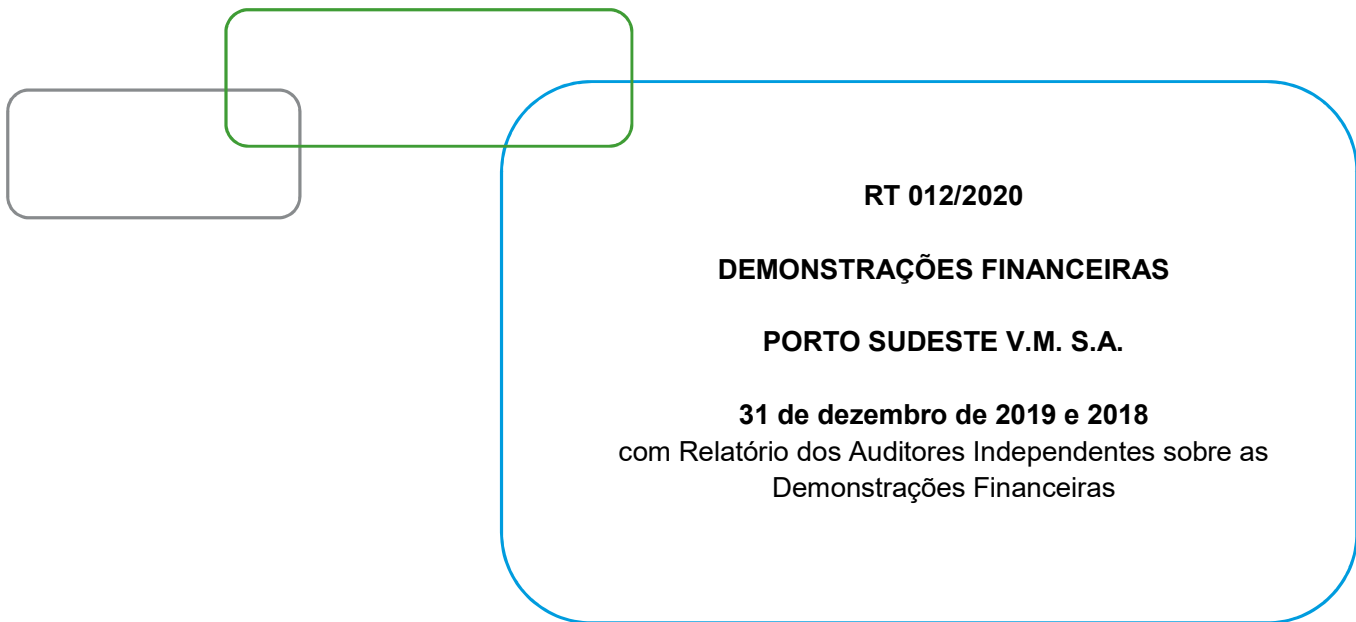 RT 012/2020
DEMONSTRAÇÕES FINANCEIRAS
PORTO SUDESTE V.M. S.A.
31 de dezembro de 2019 e 2018
com Relatório dos Auditores Independentes sobre as
Demonstrações Financeiras